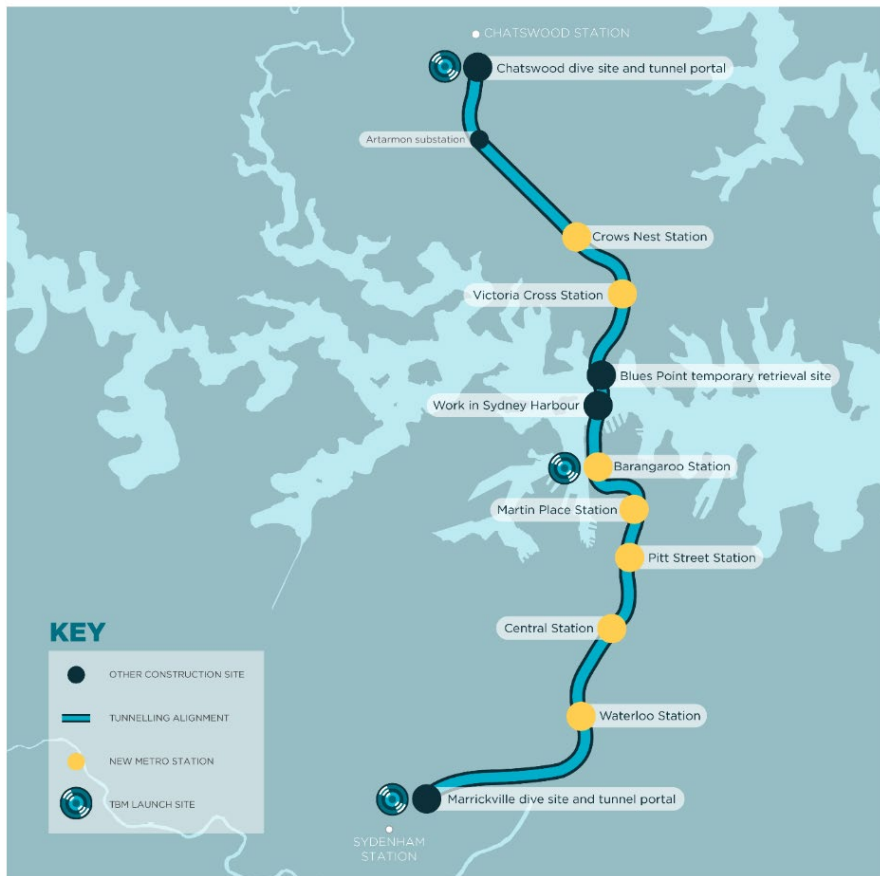 CHATSWOOD STATION
Chatswood dive site and tunnel portal
Artarmon substation
Crows Nest Station
Victoria Cross Station
Blues Point temporary retrieval site
Work in Sydney Harbour
Barangaroo Station
Martin Place Station
Pitt Street Station
Central Station
Waterloo Station
Marrickville dive site and tunnel portal
SYDENHAM
STATION
KEY
OTHER CONSTRUCTION SITE
TUNNELLING ALIGNMENT
NEW METRO STATION
TBM LAUNCH SITE